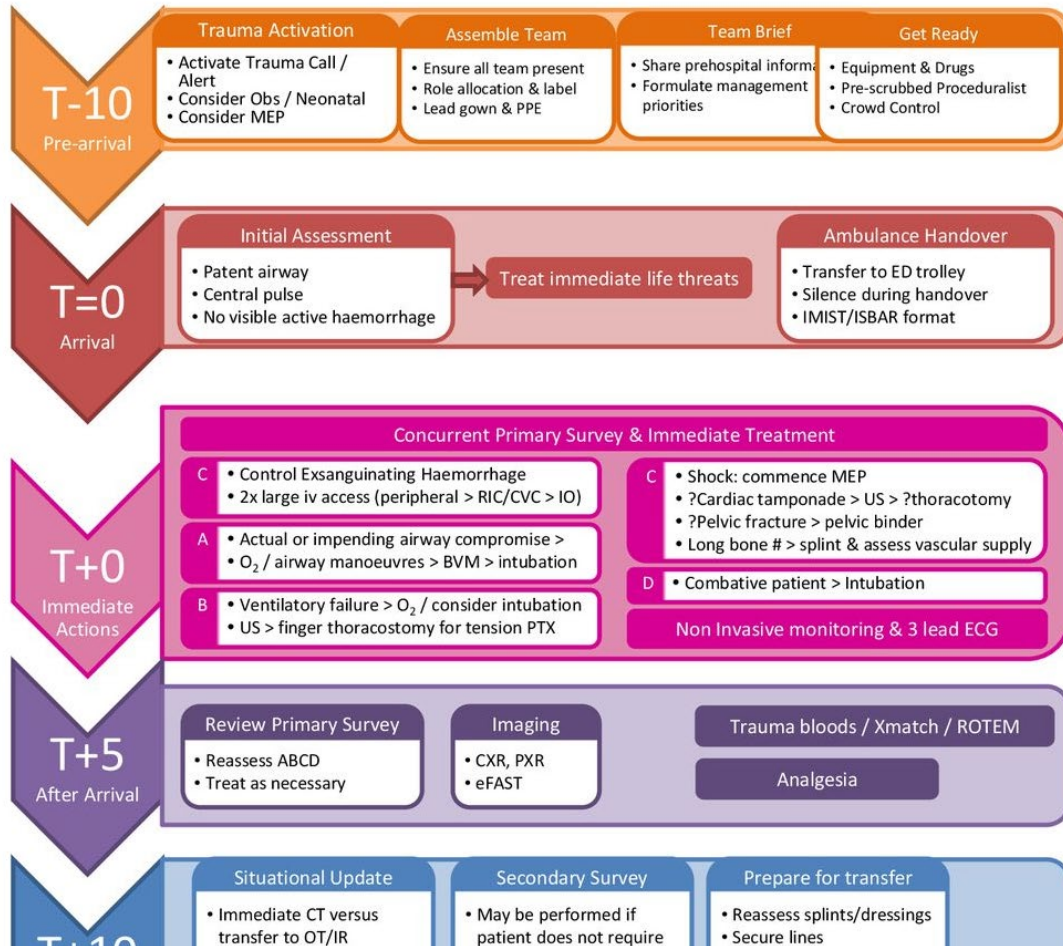 T-10
Pre-arrival
Trauma Activation
• Activate Trauma Call /
Alert
• Consider Obs / Neonatal
• Consider MEP
Assemble Team
• Ensure all team present
• Role allocation & label
• Lead gown & PPE
Team Brief
• Share prehospital informa
• Formulate management
priorities
Get Ready
• Equipment & Drugs
• Pre-scrubbed Proceduralist
• Crowd Control
T=0
Arrival
Initial Assessment
• Patent airway
• Central pulse
• No visible active haemorrhage
Treat immediate life threats
Ambulance Handover
• Transfer to ED trolley
• Silence during handover
• IMIST/ISBAR format
T+0
Immediate
Actions
Concurrent Primary Survey & Immediate Treatment
C
• Control Exsanguinating Haemorrhage
• 2x large iv access (peripheral > RIC/CVC > IO)
A
• Actual or impending airway compromise >
• O₂ / airway manoeuvres > BVM > intubation
B
• Ventilatory failure > O₂ / consider intubation
• US > finger thoracostomy for tension PTX
C
• Shock: commence MEP
• ?Cardiac tamponade > US > ?thoracotomy
• ?Pelvic fracture > pelvic binder
• Long bone # > splint & assess vascular supply
D
• Combative patient > Intubation
Non Invasive monitoring & 3 lead ECG
T+5
After Arrival
Review Primary Survey
• Reassess ABCD
• Treat as necessary
Imaging
• CXR, PXR
• eFAST
Trauma bloods / Xmatch / ROTEM
Analgesia
T+10
Situational Update
• Immediate CT versus
transfer to OT/IR
Secondary Survey
• May be performed if
patient does not require
Prepare for transfer
• Reassess splints/dressings
• Secure lines